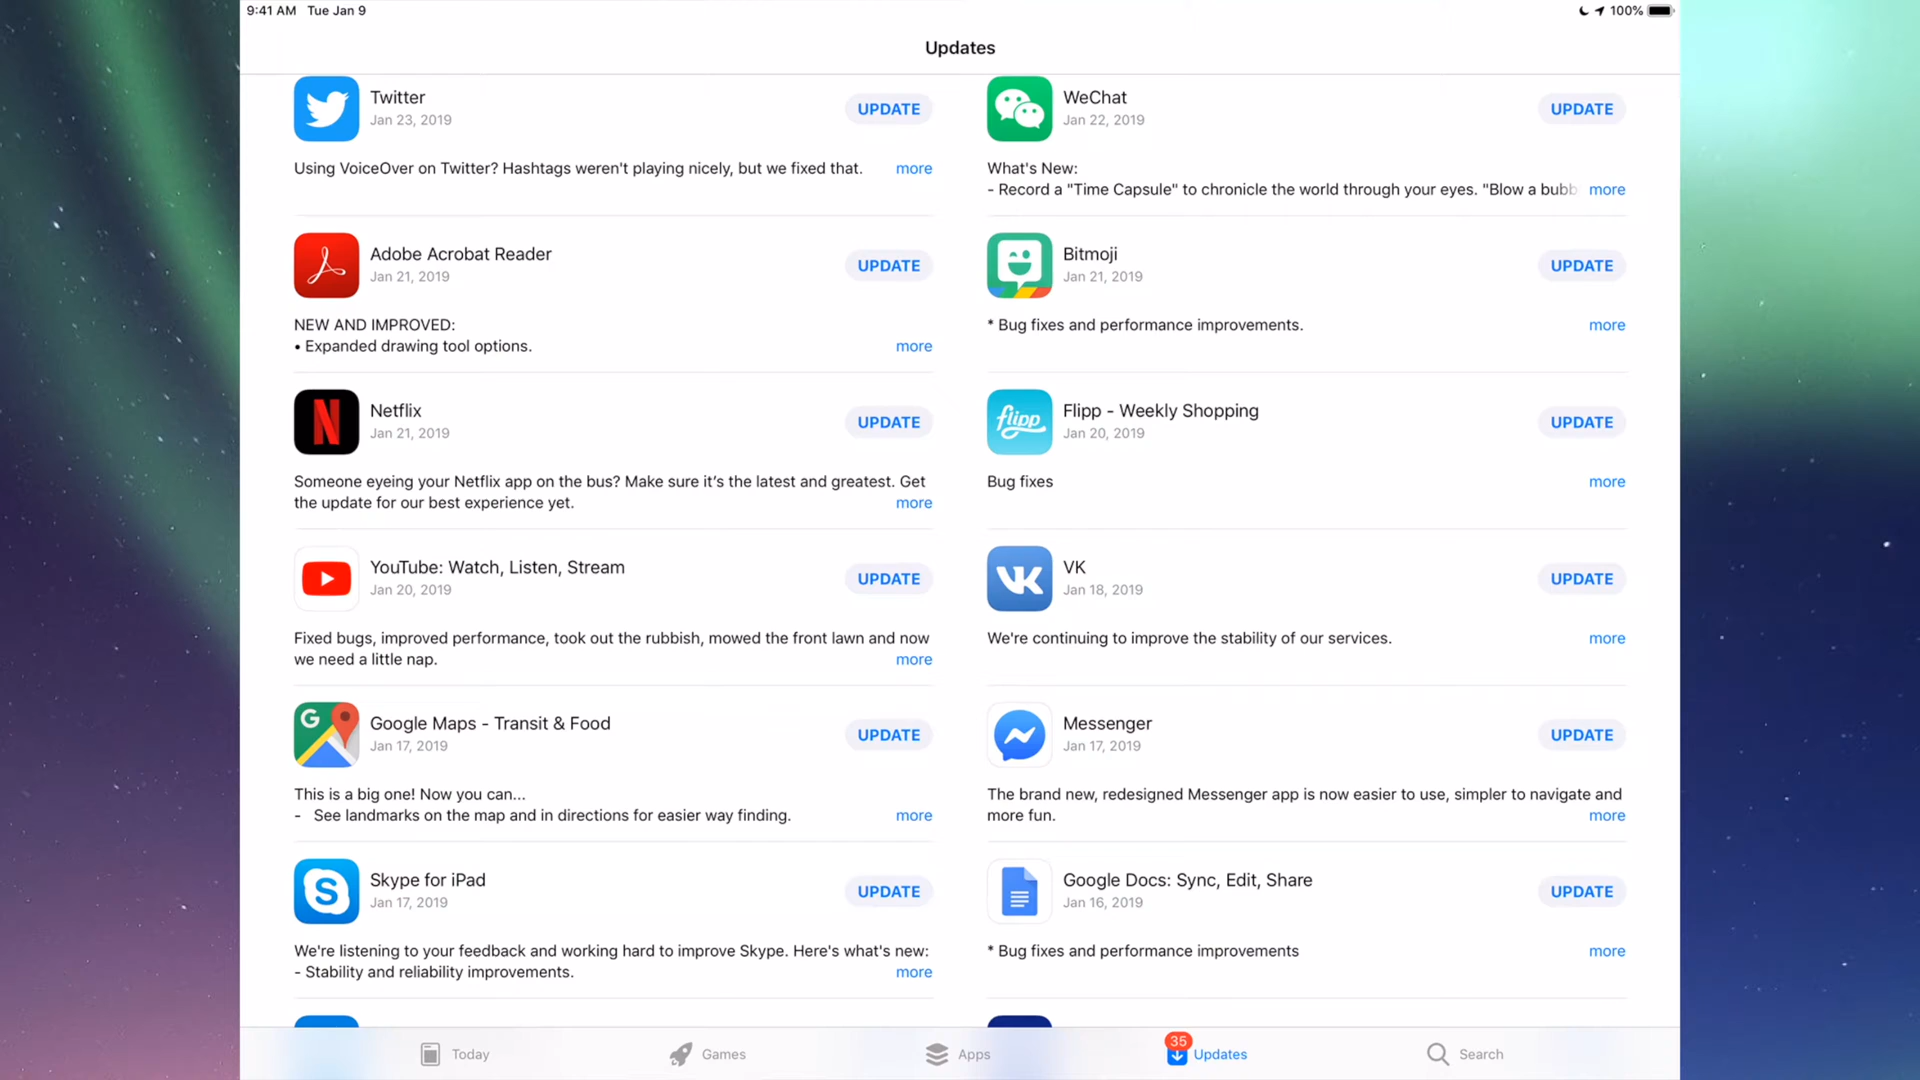 9:41 AM Tue Jan 9
100%
Updates
Twitter
Jan 23, 2019
UPDATE
Using VoiceOver on Twitter? Hashtags weren't playing nicely, but we fixed that. more
WeChat
Jan 22, 2019
UPDATE
What's New:
- Record a "Time Capsule" to chronicle the world through your eyes. "Blow a bubb more
Adobe Acrobat Reader
Jan 21, 2019
UPDATE
NEW AND IMPROVED:
• Expanded drawing tool options. more
Bitmoji
Jan 21, 2019
UPDATE
* Bug fixes and performance improvements. more
N
Netflix
Jan 21, 2019
UPDATE
Someone eyeing your Netflix app on the bus? Make sure it’s the latest and greatest. Get
the update for our best experience yet. more
flipp
Flipp - Weekly Shopping
Jan 20, 2019
UPDATE
Bug fixes more
YouTube: Watch, Listen, Stream
Jan 20, 2019
UPDATE
Fixed bugs, improved performance, took out the rubbish, mowed the front lawn and now
we need a little nap. more
VK
VK
Jan 18, 2019
UPDATE
We're continuing to improve the stability of our services. more
G
Google Maps - Transit & Food
Jan 17, 2019
UPDATE
This is a big one! Now you can...
- See landmarks on the map and in directions for easier way finding. more
Messenger
Jan 17, 2019
UPDATE
The brand new, redesigned Messenger app is now easier to use, simpler to navigate and
more fun. more
S
Skype for iPad
Jan 17, 2019
UPDATE
We're listening to your feedback and working hard to improve Skype. Here's what's new:
- Stability and reliability improvements. more
Google Docs: Sync, Edit, Share
Jan 16, 2019
UPDATE
* Bug fixes and performance improvements more
Today
Games
Apps
35
Updates
Search